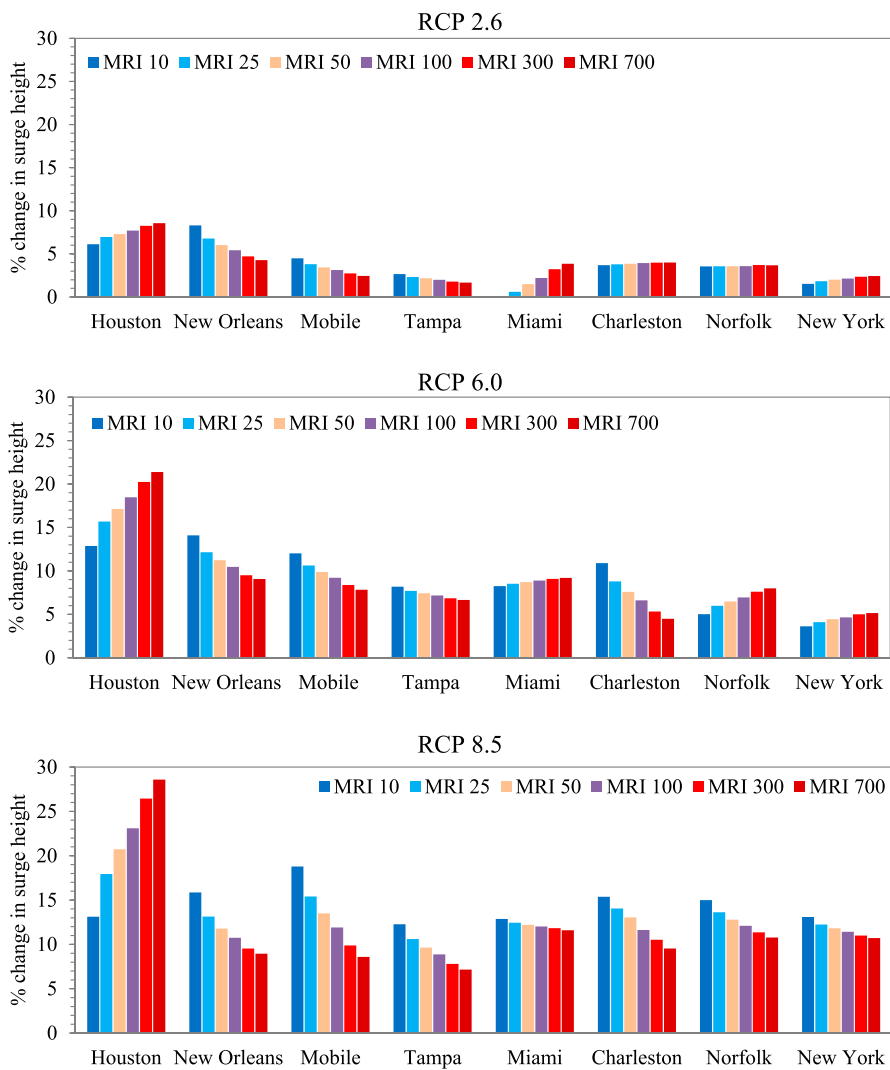 RCP 2.6
30
MRI 10 MRI 25 MRI 50 MRI 100 MRI 300 MRI 700
25
20
15
10
5
0
% change in surge height
Houston New Orleans Mobile Tampa Miami Charleston Norfolk New York
RCP 6.0
30
MRI 10 MRI 25 MRI 50 MRI 100 MRI 300 MRI 700
25
20
15
10
5
0
% change in surge height
Houston New Orleans Mobile Tampa Miami Charleston Norfolk New York
RCP 8.5
30
MRI 10 MRI 25 MRI 50 MRI 100 MRI 300 MRI 700
25
20
15
10
5
0
% change in surge height
Houston New Orleans Mobile Tampa Miami Charleston Norfolk New York